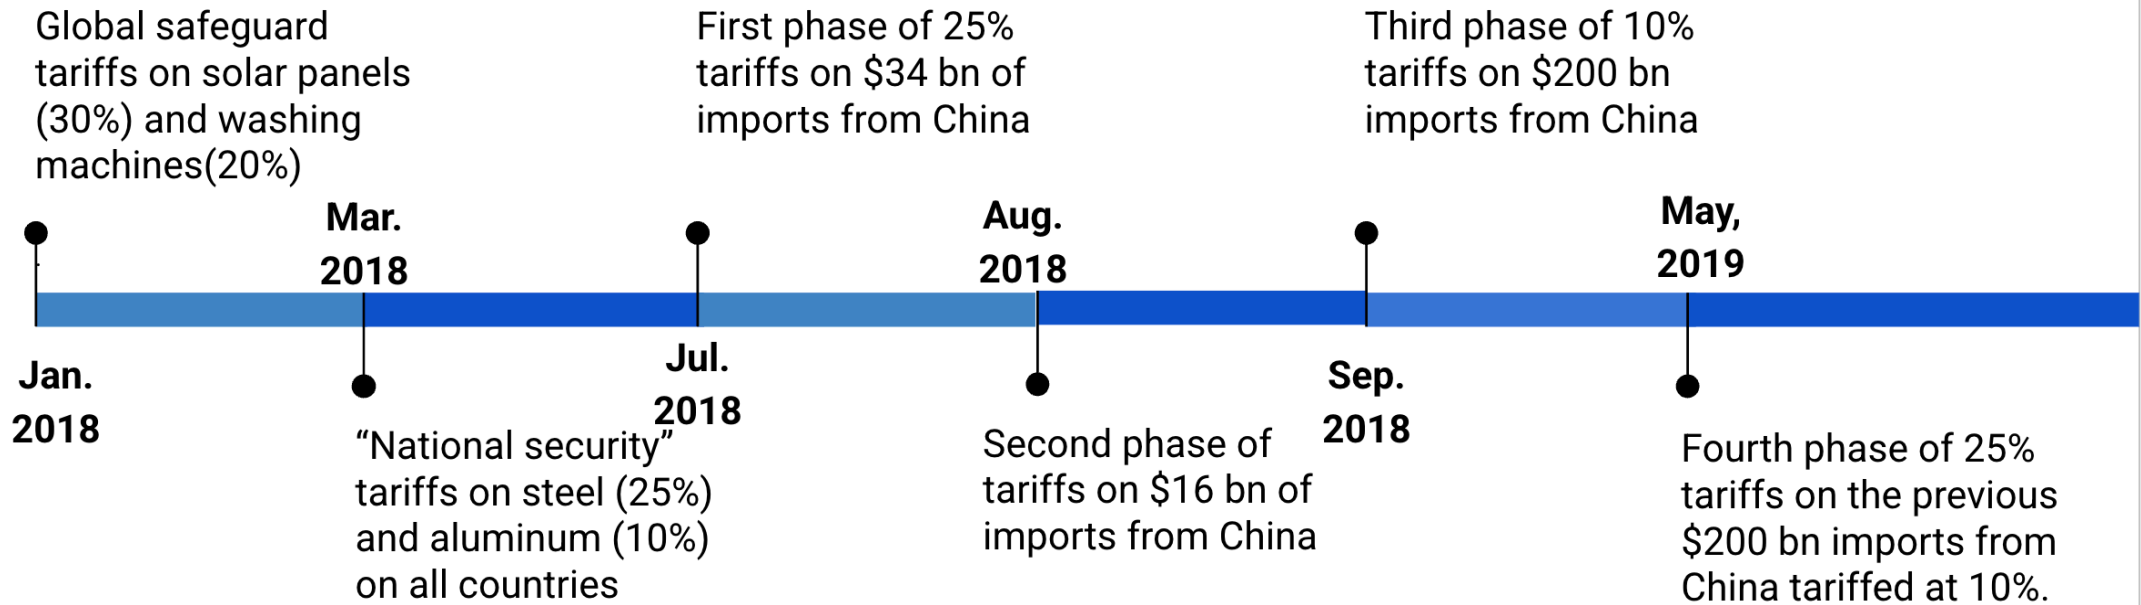 Global safeguard
tariffs on solar panels
(30%) and washing
machines(20%)
Jan.
2018
Mar.
2018
“National security”
tariffs on steel (25%)
and aluminum (10%)
on all countries
First phase of 25%
tariffs on $34 bn of
imports from China
Jul.
2018
Aug.
2018
Second phase of
tariffs on $16 bn of
imports from China
Third phase of 10%
tariffs on $200 bn
imports from China
Sep.
2018
May,
2019
Fourth phase of 25%
tariffs on the previous
$200 bn imports from
China tariffed at 10%.